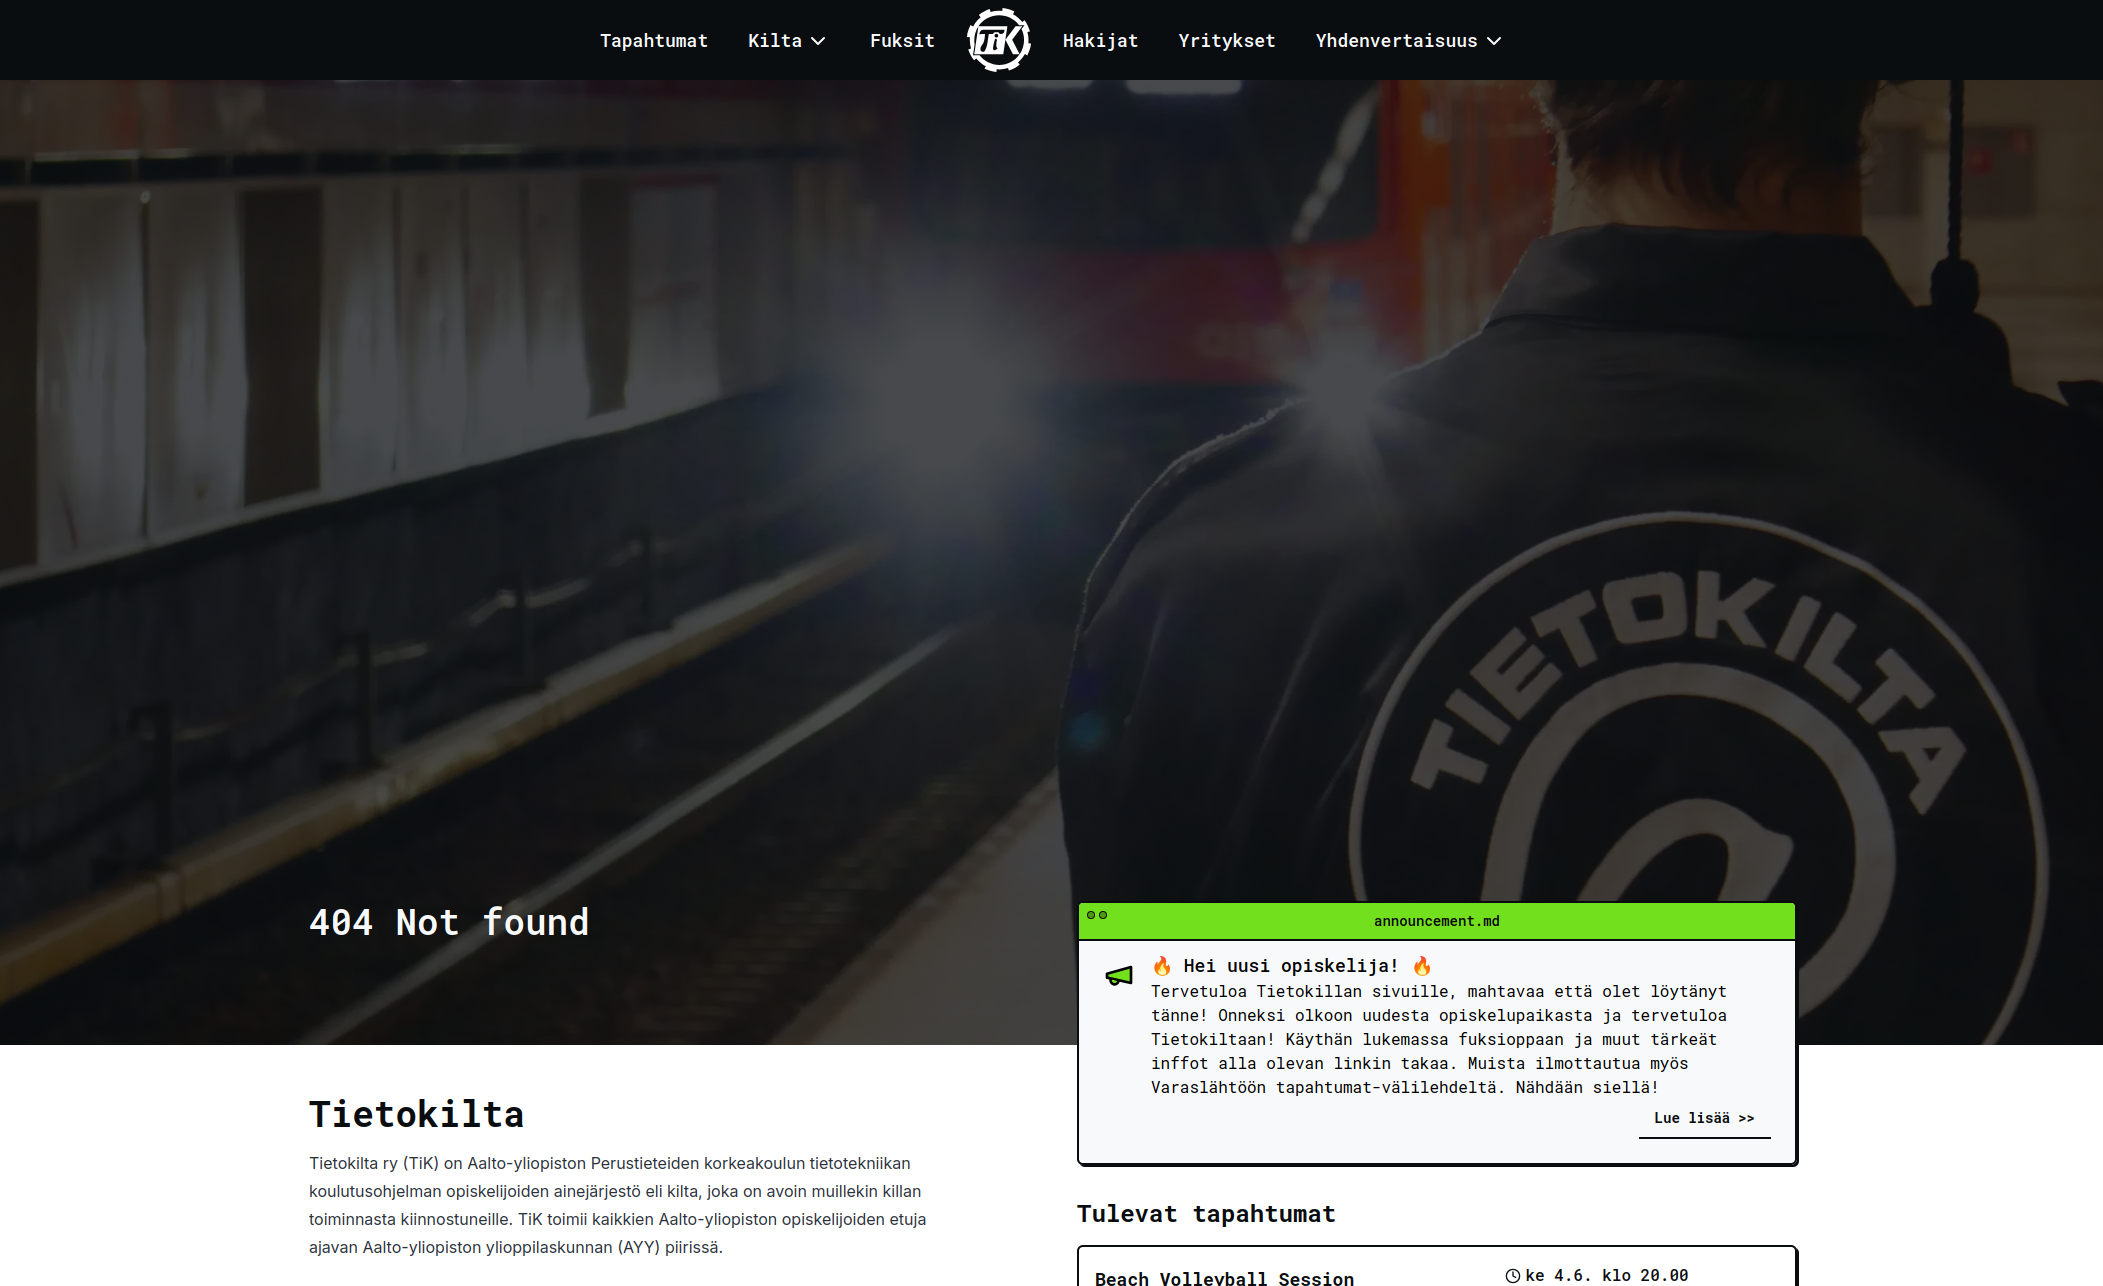 Tapahtumat
Kilta
Fuksit
TiK
Hakijat
Yritykset
Yhdenvertaisuus
TIETOKILTA
404 Not found
announcement.md
🔥 Hei uusi opiskelija! 🔥
Tervetuloa Tietokillan sivuille, mahtavaa että olet löytänyt
tänne! Onneksi olkoon uudesta opiskelupaikasta ja tervetuloa
Tietokiltaan! Käythän lukemassa fuksioppaan ja muut tärkeät
inffot alla olevan linkin takaa. Muista ilmottautua myös
Varaslähtöön tapahtumat-välilehdeltä. Nähdään siellä!
Lue lisää >>
Tietokilta
Tietokilta ry (TiK) on Aalto-yliopiston Perustieteiden korkeakoulun tietotekniikan
koulutusohjelman opiskelijoiden ainejärjestö eli kilta, joka on avoin muillekin killan
toiminnasta kiinnostuneille. TiK toimii kaikkien Aalto-yliopiston opiskelijoiden etuja
ajavan Aalto-yliopiston ylioppilaskunnan (AYY) piirissä.
Tulevat tapahtumat
Beach Volleyball Session
ke 4.6. klo 20.00